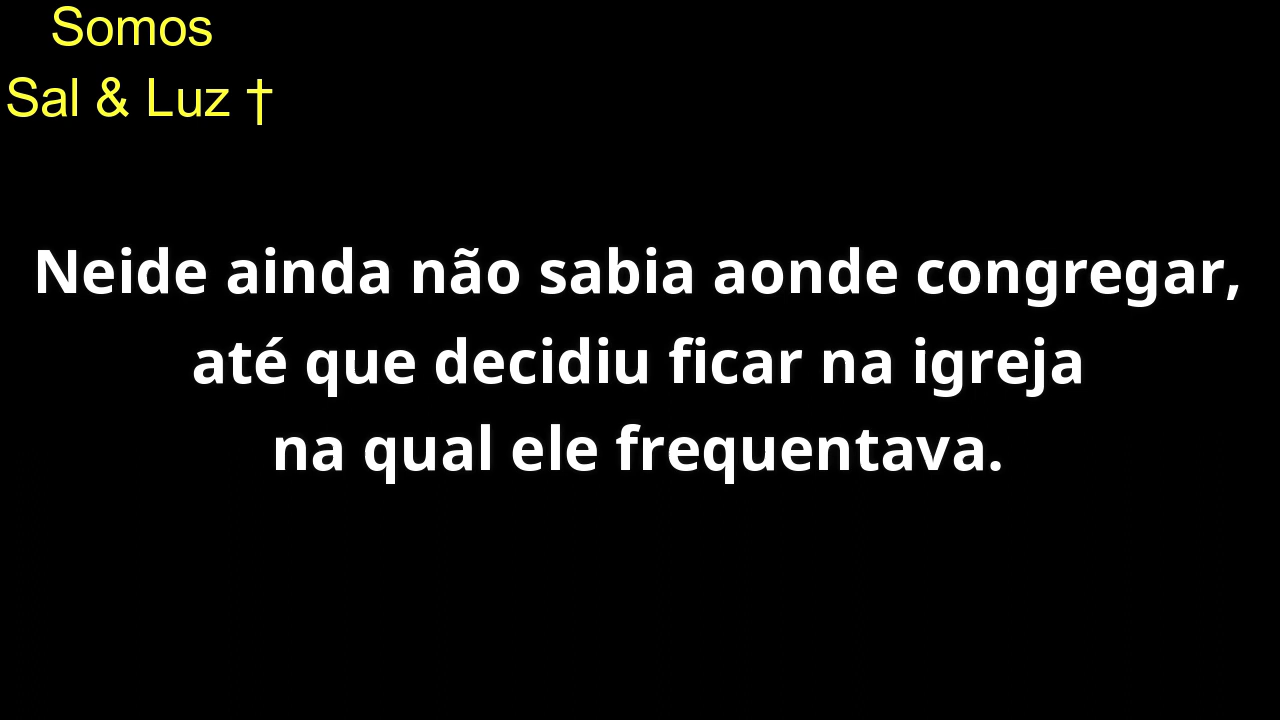 Somos
Sal & Luz †
Neide ainda não sabia aonde congregar,
até que decidiu ficar na igreja
na qual ele frequentava.